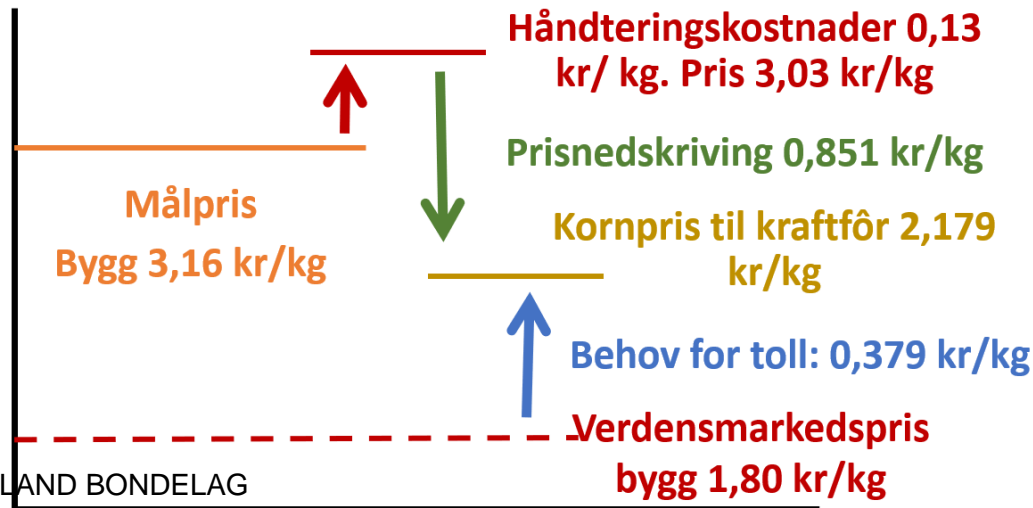 Håndteringskostnader 0,13
kr/ kg. Pris 3,03 kr/kg
Prisnedskriving 0,851 kr/kg
Målpris
Bygg 3,16 kr/kg
Kornpris til kraftfôr 2,179
kr/kg
Behov for toll: 0,379 kr/kg
Verdensmarkedspris
bygg 1,80 kr/kg
LAND BONDELAG